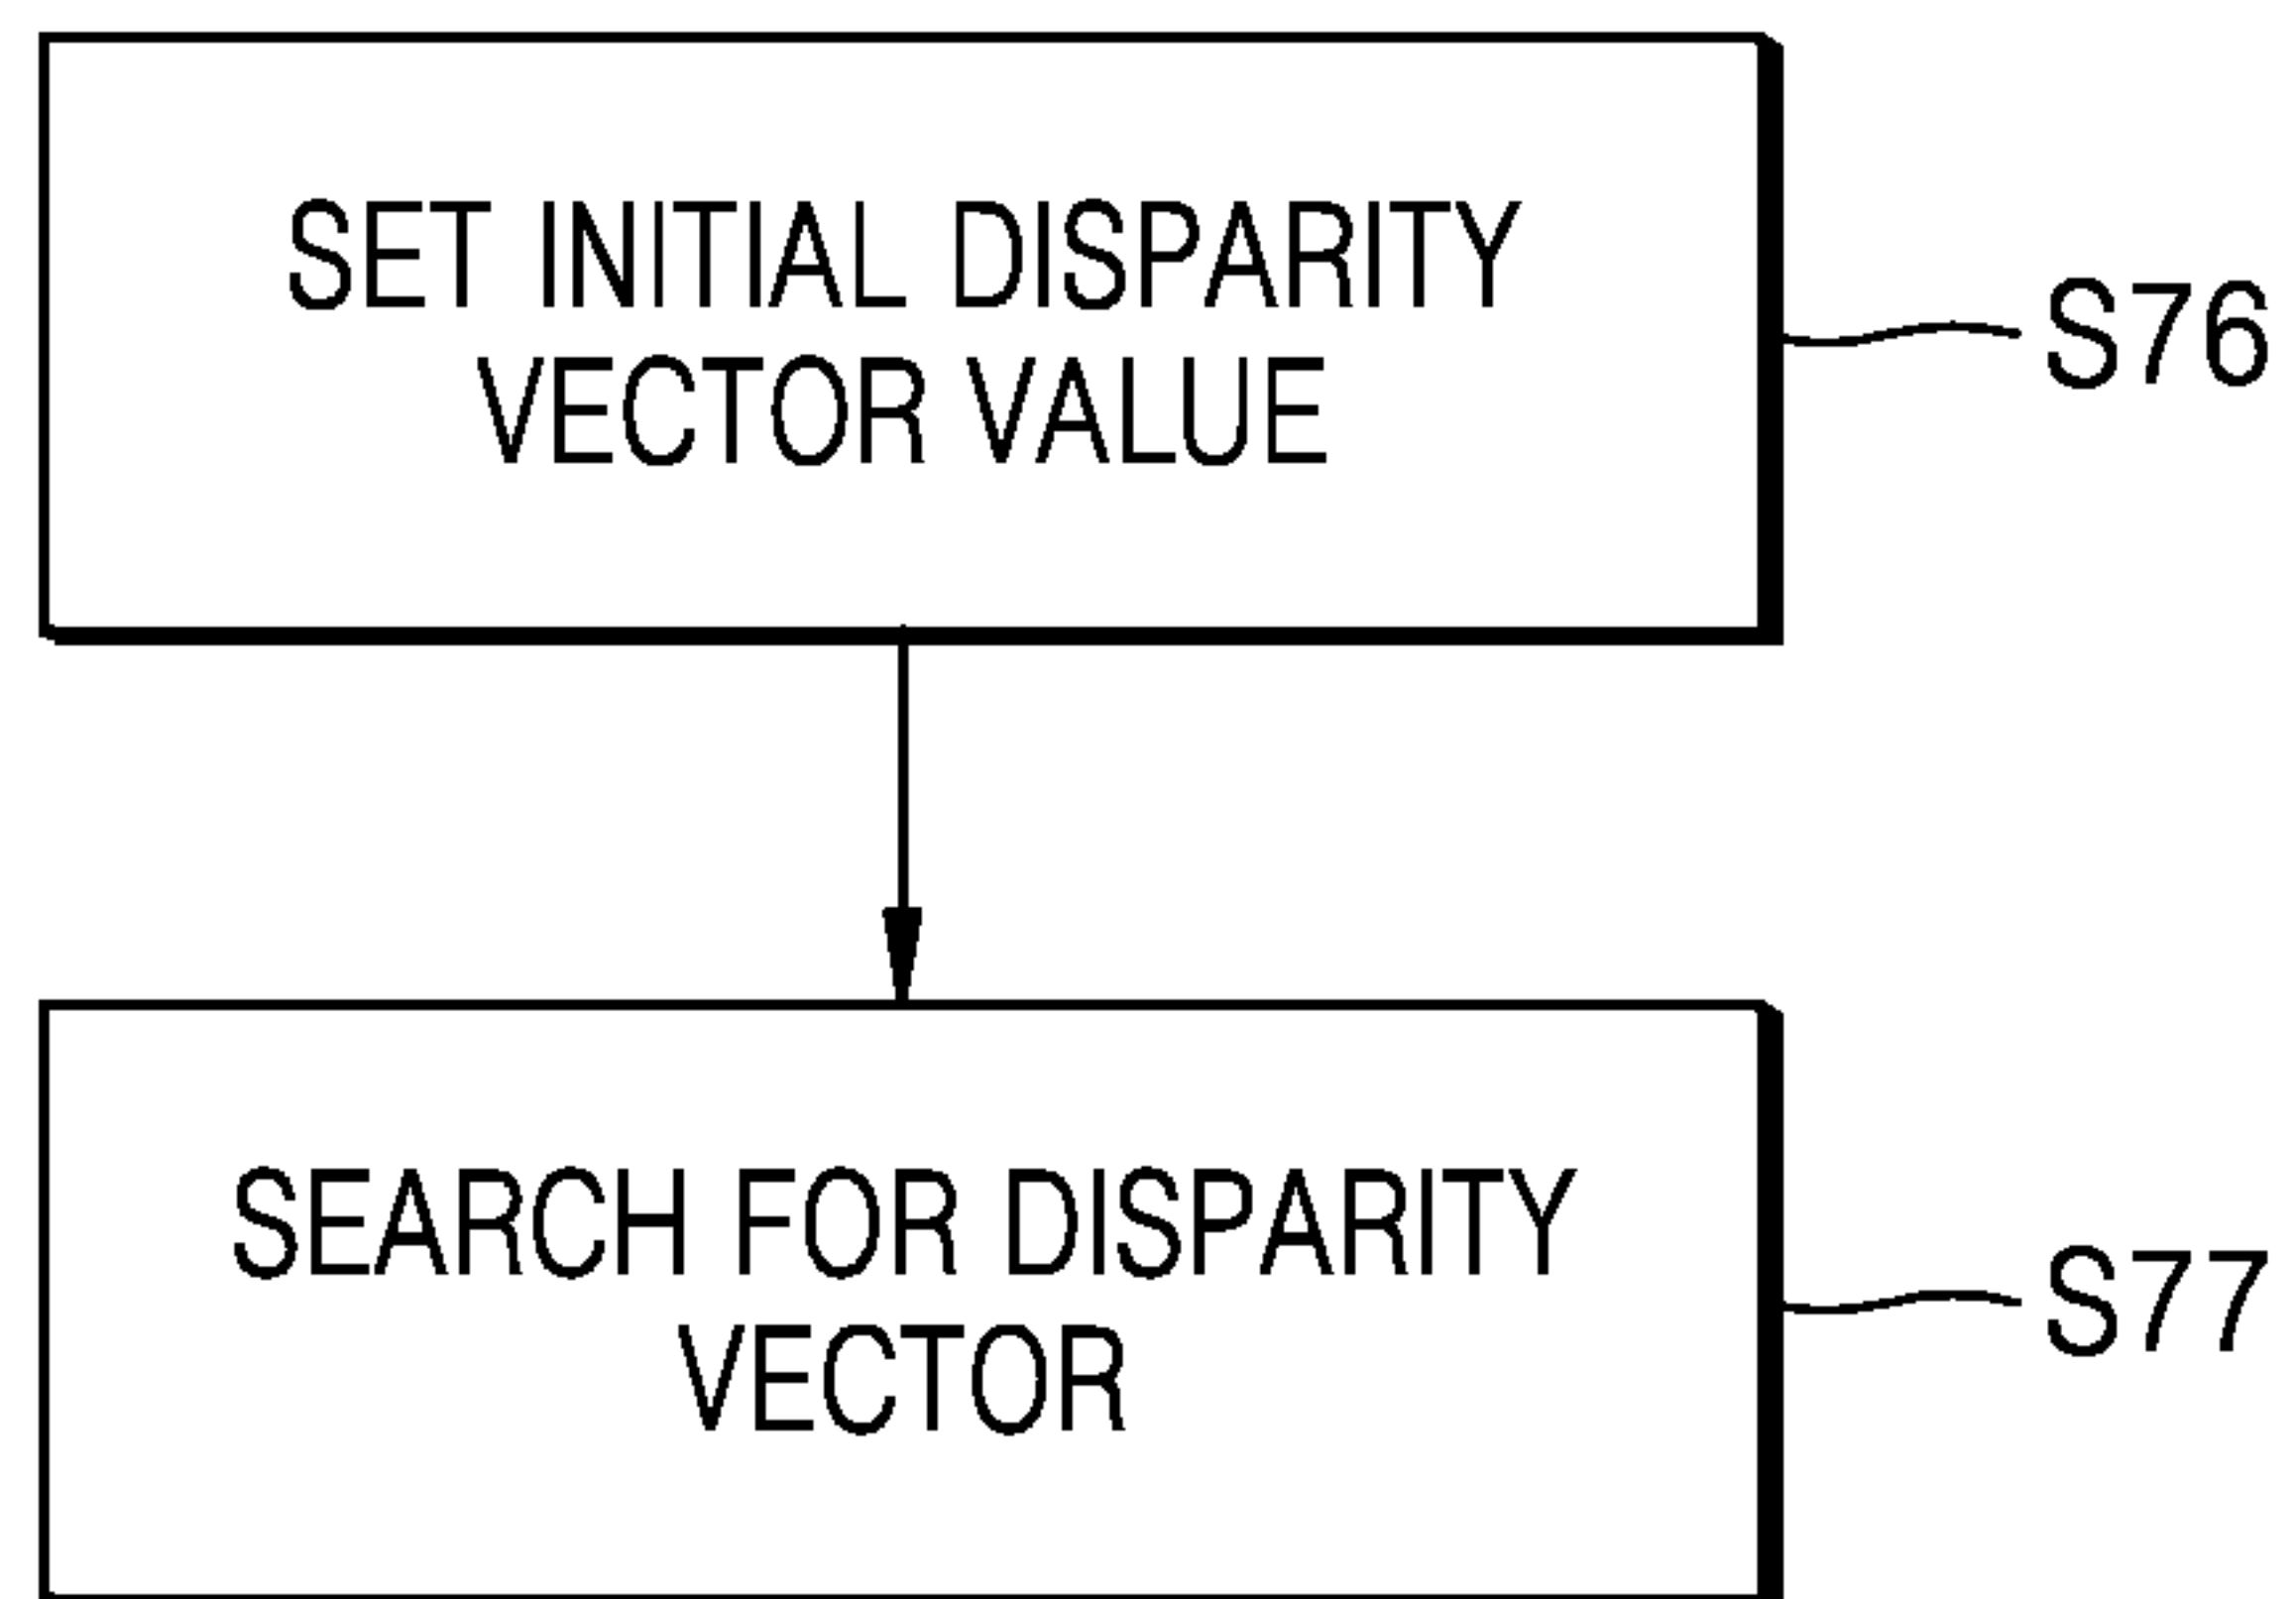 SET INITIAL DISPARITY
VECTOR VALUE
S76
SEARCH FOR DISPARITY
VECTOR
S77